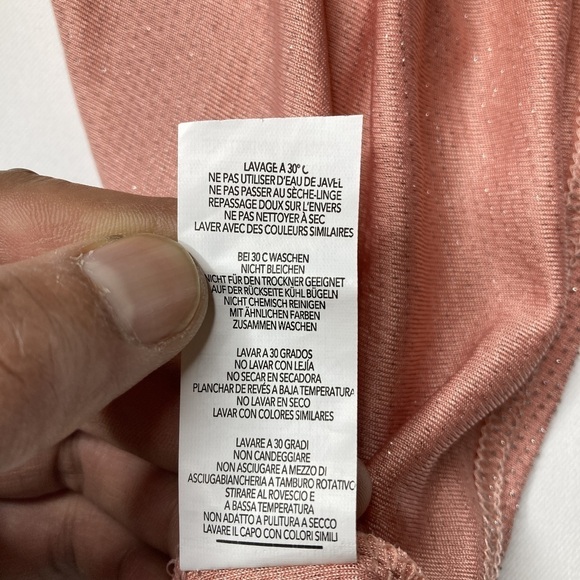 LAVAGE A 30° C
NE PAS UTILISER D'EAU DE JAVEL
NE PAS PASSER AU SÈCHE-LINGE
REPASSAGE DOUX SUR L'ENVERS
NE PAS NETTOYER À SEC
LAVER AVEC DES COULEURS SIMILAIRES
BEI 30 C WASCHEN
NICHT BLEICHEN
NICHT FÜR DEN TROCKNER GEEIGNET
AUF DER RÜCKSEITE KÜHL BÜGELN
NICHT CHEMISCH REINIGEN
MIT ÄHNLICHEN FARBEN
ZUSAMMEN WASCHEN
LAVAR A 30 GRADOS
NO LAVAR CON LEJÍA
NO SECAR EN SECADORA
PLANCHAR DE REVÉS A BAJA TEMPERATURA
NO LAVAR EN SECO
LAVAR CON COLORES SIMILARES
LAVARE A 30 GRADI
NON CANDEGGIARE
NON ASCIUGARE A MEZZO DI
ASCIUGABIANCHERIA A TAMBURO ROTATIVO
STIRARE AL ROVESCIO E
A BASSA TEMPERATURA
NON ADATTO A PULITURA A SECCO
LAVARE IL CAPO CON COLORI SIMILI